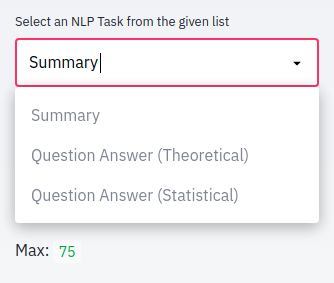 Select an NLP Task from the given list
Summary
Summary
Question Answer (Theoretical)
Question Answer (Statistical)
Max: 75